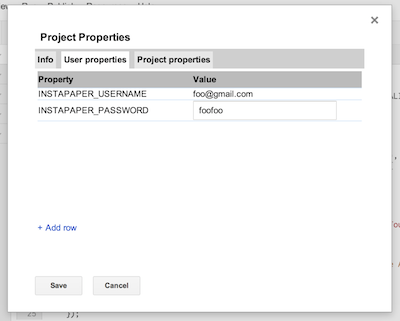 Project Properties
Info User properties Project properties
Property Value
INSTAPAPER_USERNAME foo@gmail.com
INSTAPAPER_PASSWORD foofoo
+ Add row
Save Cancel
25 });